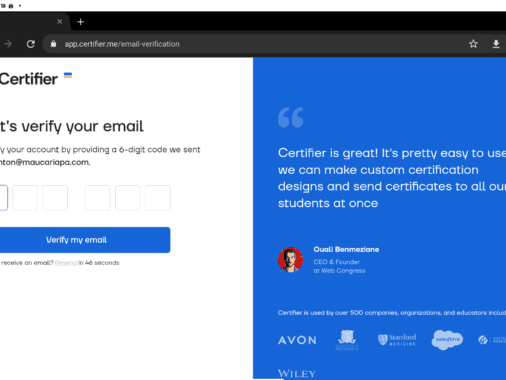 app.certifier.me/email-verification
Certifier
t's verify your email
y your account by providing a 6-digit code we sent
nton@maucariapa.com.
Verify my email
receive an email? Resend in 46 seconds
Certifier is great! It's pretty easy to use
we can make custom certification
designs and send certificates to all our
students at once
Ouali Benmeziane
CEO & Founder
at Web Congress
Certifier is used by over 500 companies, organizations, and educators includ
AVON
Stanford
MEDICINE
salesforce
WILEY